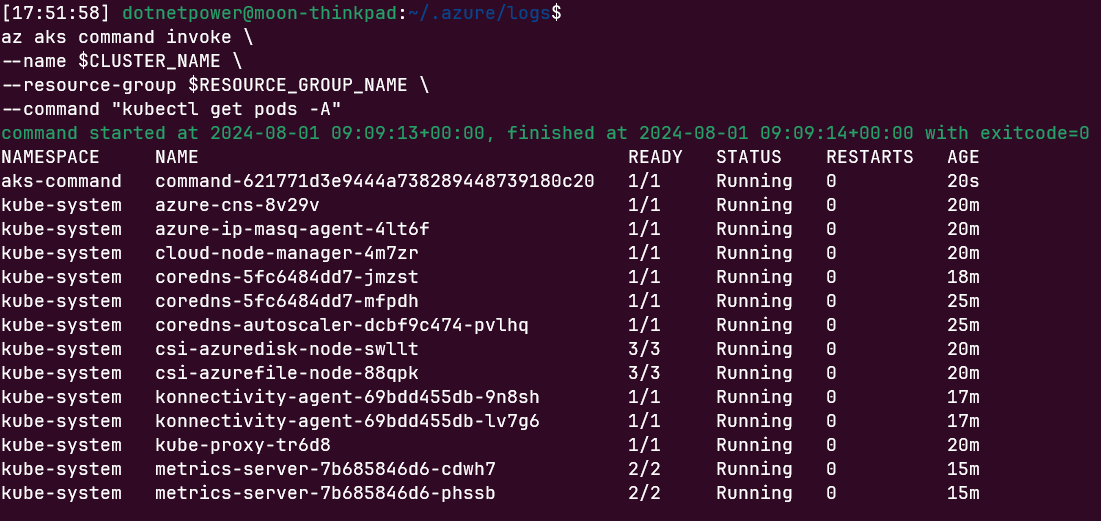 [17:51:58] dotnetpower@moon-thinkpad:~/.azure/logs$
az aks command invoke \
--name $CLUSTER_NAME \
--resource-group $RESOURCE_GROUP_NAME \
--command "kubectl get pods -A"
command started at 2024-08-01 09:09:13+00:00, finished at 2024-08-01 09:09:14+00:00 with exitcode=0
NAMESPACE     NAME                                       READY   STATUS    RESTARTS   AGE
aks-command   command-621771d3e9444a738289448739180c20   1/1     Running   0          20s
kube-system   azure-cns-8v29v                            1/1     Running   0          20m
kube-system   azure-ip-masq-agent-4lt6f                  1/1     Running   0          20m
kube-system   cloud-node-manager-4m7zr                   1/1     Running   0          20m
kube-system   coredns-5fc6484dd7-jmzst                   1/1     Running   0          18m
kube-system   coredns-5fc6484dd7-mfpdh                   1/1     Running   0          25m
kube-system   coredns-autoscaler-dcbf9c474-pvlhq         1/1     Running   0          25m
kube-system   csi-azuredisk-node-swllt                   3/3     Running   0          20m
kube-system   csi-azurefile-node-88qpk                   3/3     Running   0          20m
kube-system   konnectivity-agent-69bdd455db-9n8sh        1/1     Running   0          17m
kube-system   konnectivity-agent-69bdd455db-lv7g6        1/1     Running   0          17m
kube-system   kube-proxy-tr6d8                           1/1     Running   0          20m
kube-system   metrics-server-7b685846d6-cdwh7            2/2     Running   0          15m
kube-system   metrics-server-7b685846d6-phssb            2/2     Running   0          15m